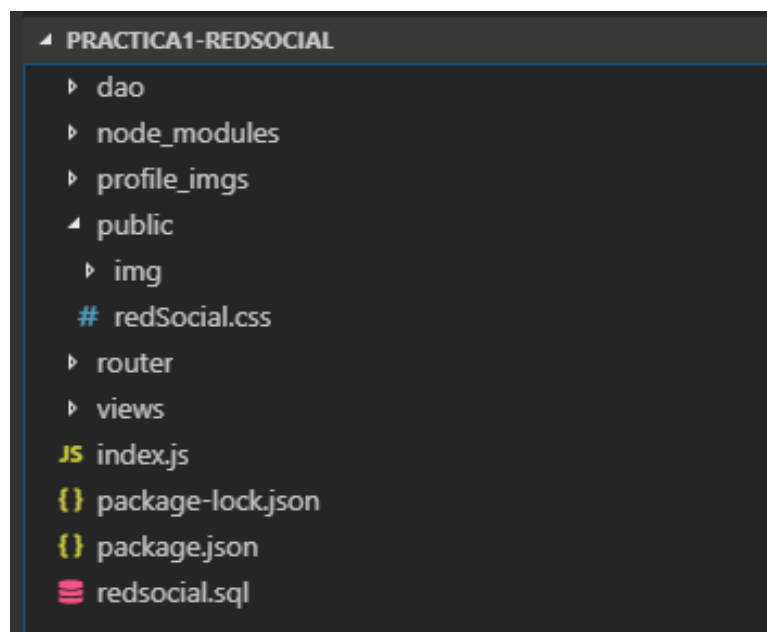 PRACTICA1-REDSOCIAL
dao
node_modules
profile_imgs
public
img
# redSocial.css
router
views
JS index.js
{} package-lock.json
{} package.json
redsocial.sql